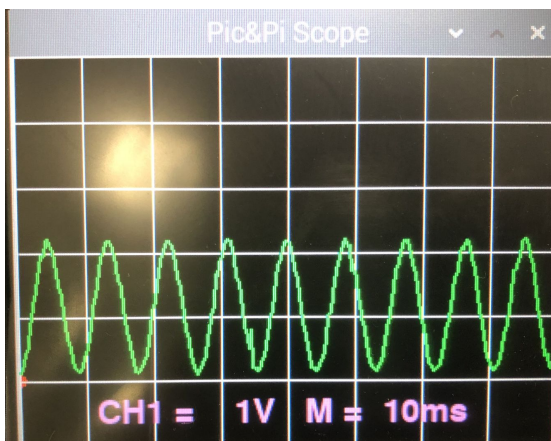 Pic&Pi Scope
CH1 = 1V M = 10ms